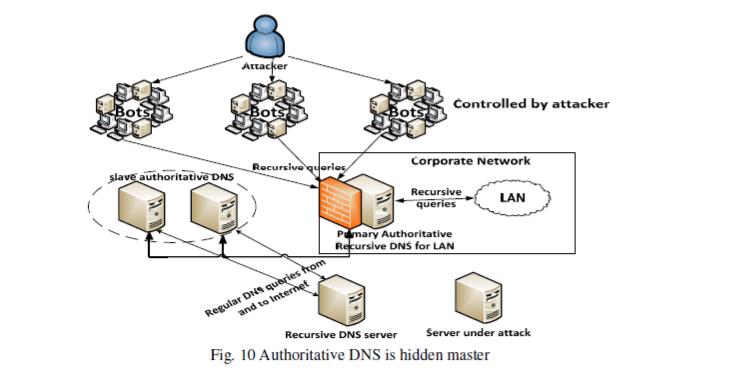 Attacker
Bots
Bots
Bots
Controlled by attacker
Recursive queries
Corporate Network
slave authoritative DNS
Recursive
queries
LAN
Primary Authoritative
Recursive DNS for LAN
Regular DNS queries from
and to Internet
Recursive DNS server
Server under attack
Fig. 10 Authoritative DNS is hidden master